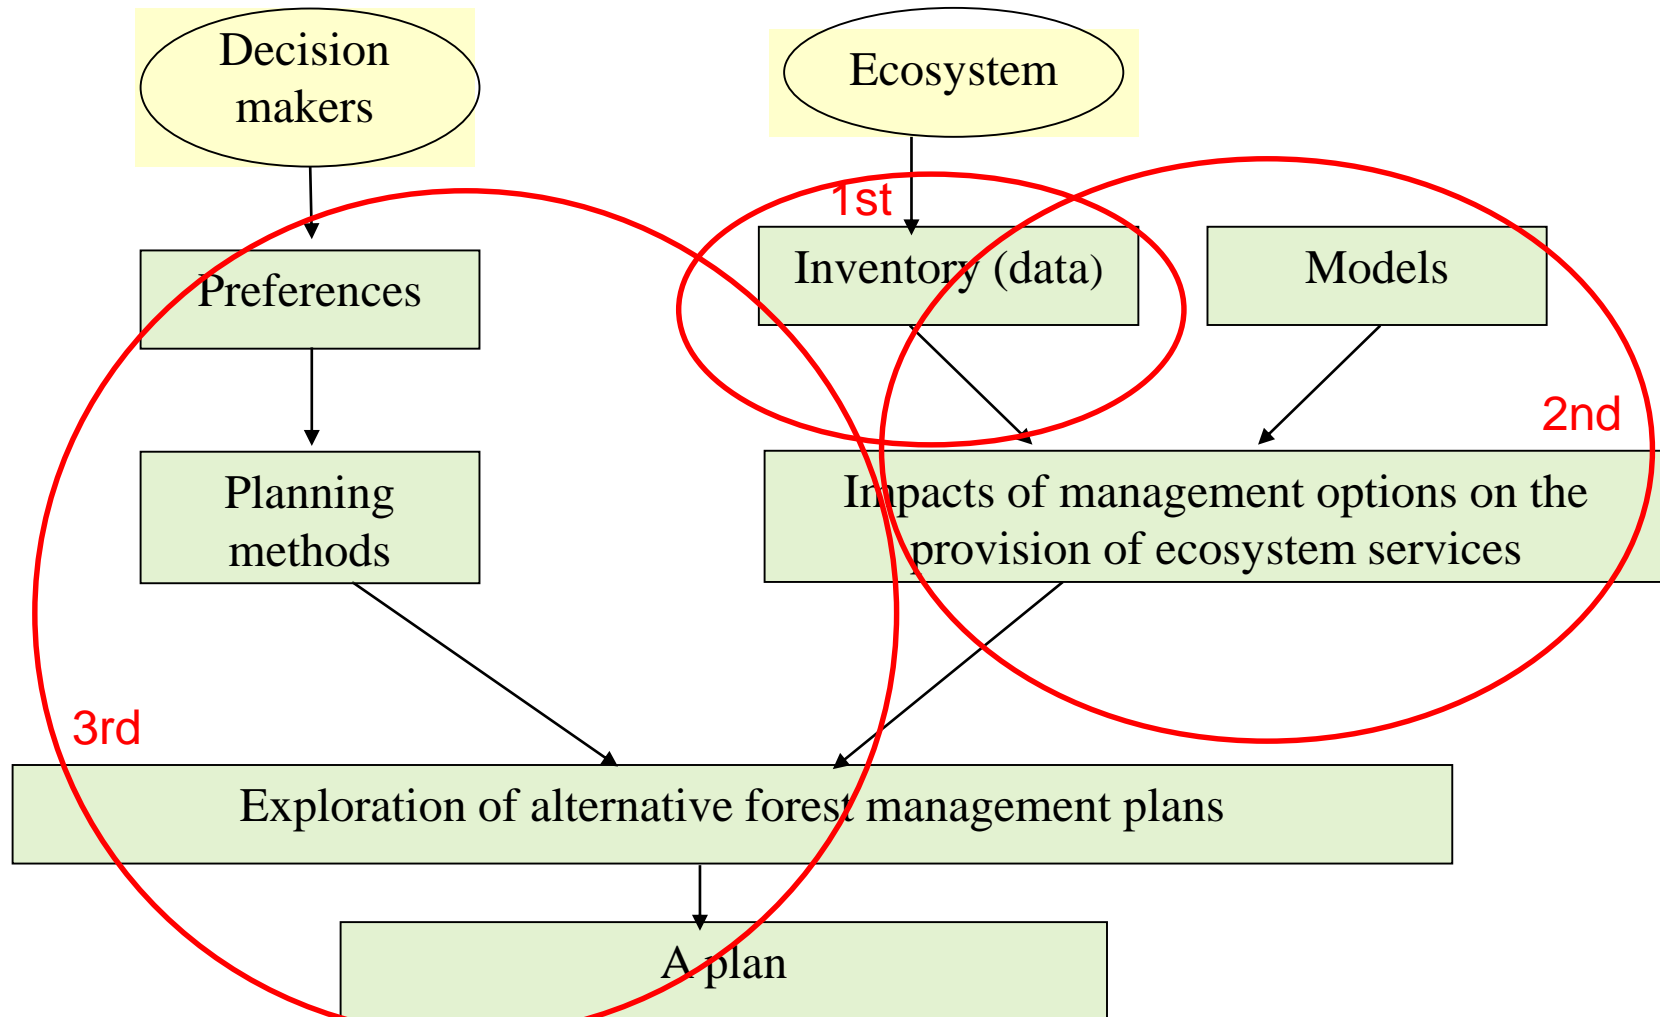 Decision
makers
Ecosystem
1st
Preferences
Inventory (data)
Models
2nd
Planning
methods
Impacts of management options on the
provision of ecosystem services
3rd
Exploration of alternative forest management plans
A plan